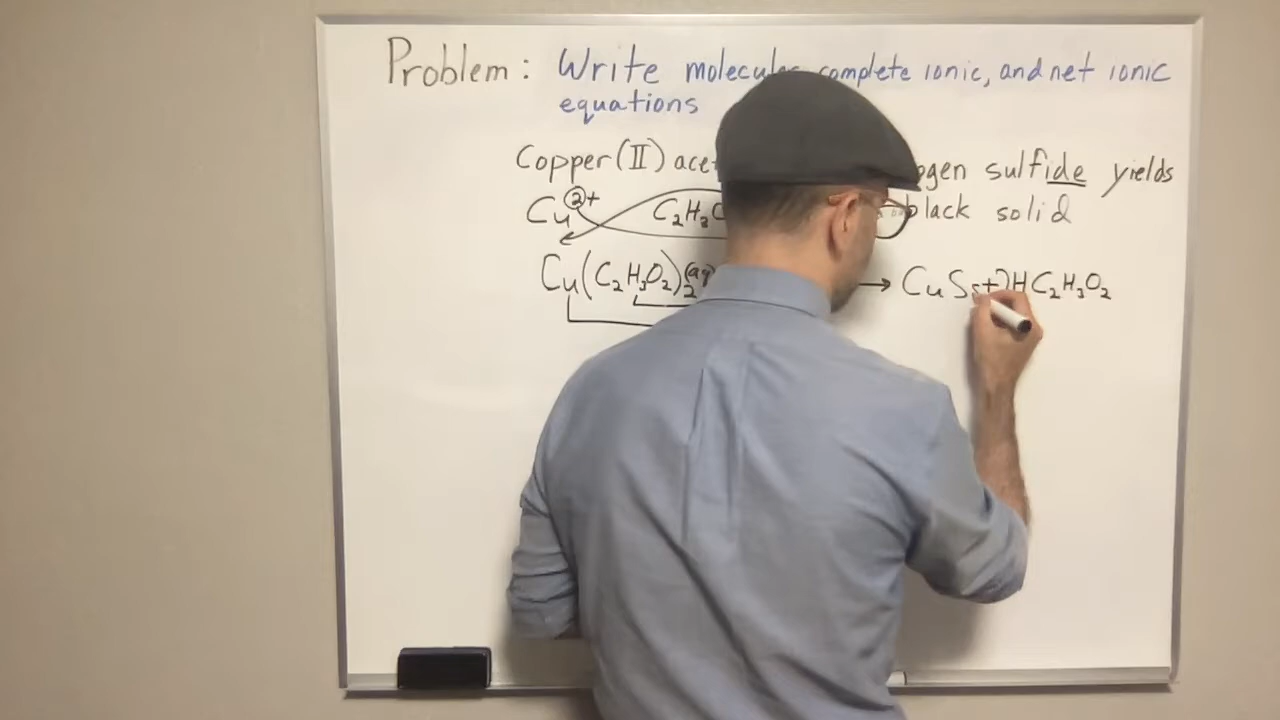 Problem: Write molecular, complete ionic, and net ionic
equations
Copper (II) ogen sulfide yields
Cu²⁺ C₂H₃ black solid
Cu(C₂H₃O₂)₂(aq) → CuS + 2HC₂H₃O₂